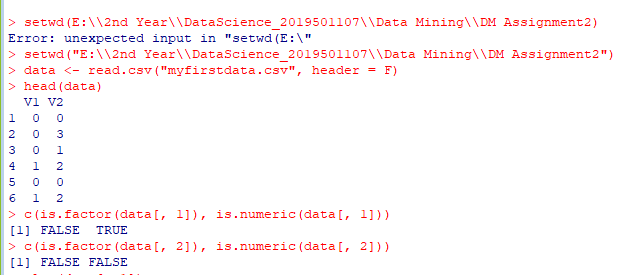 > setwd(E:\\2nd Year\\DataScience_2019501107\\Data Mining\\DM Assignment2)
Error: unexpected input in "setwd(E:\"
> setwd("E:\\2nd Year\\DataScience_2019501107\\Data Mining\\DM Assignment2")
> data <- read.csv("myfirstdata.csv", header = F)
> head(data)
  V1 V2
1  0  0
2  0  3
3  0  1
4  1  2
5  0  0
6  1  2
> c(is.factor(data[, 1]), is.numeric(data[, 1]))
[1] FALSE  TRUE
> c(is.factor(data[, 2]), is.numeric(data[, 2]))
[1] FALSE FALSE